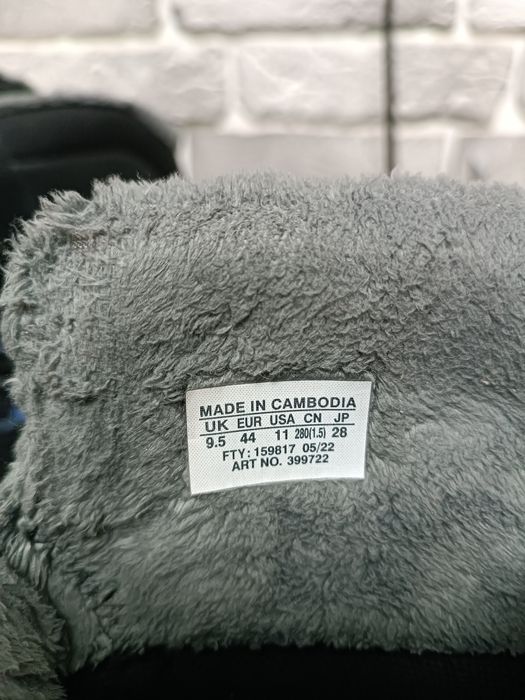 MADE IN CAMBODIA
UK EUR USA CN JP
9.5 44 11 280(1.5) 28
FTY: 159817 05/22
ART NO. 399722